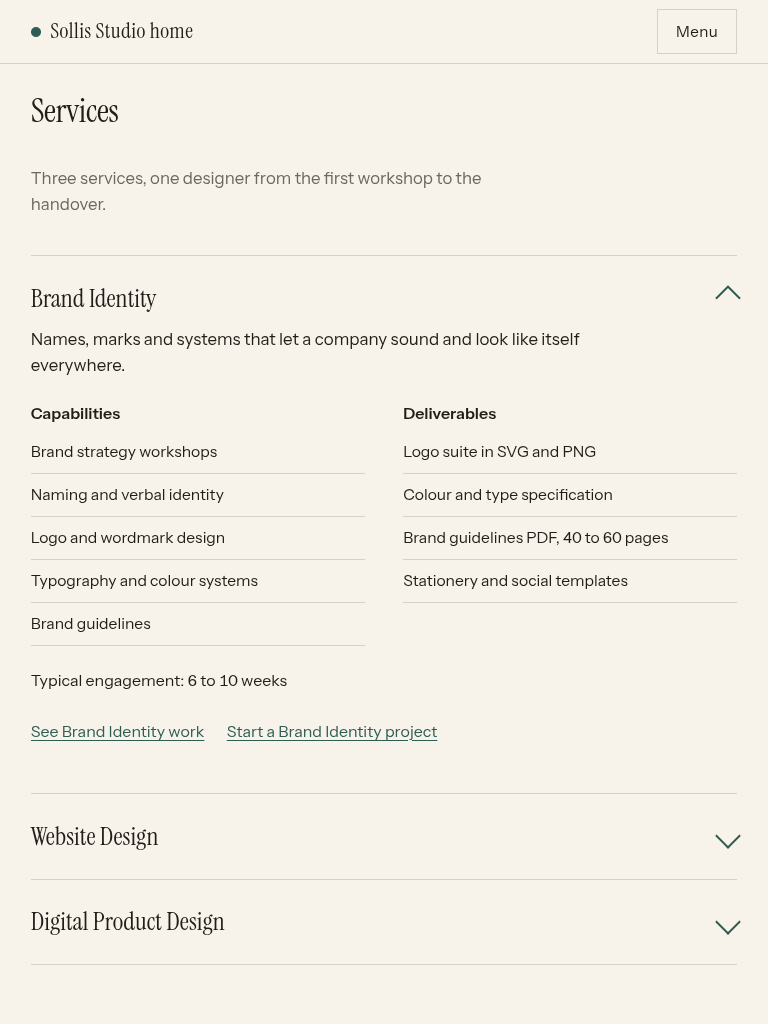 Sollis Studio home
Menu
Services
Three services, one designer from the first workshop to the
handover.
Brand Identity
Names, marks and systems that let a company sound and look like itself
everywhere.
Capabilities
Brand strategy workshops
Naming and verbal identity
Logo and wordmark design
Typography and colour systems
Brand guidelines
Deliverables
Logo suite in SVG and PNG
Colour and type specification
Brand guidelines PDF, 40 to 60 pages
Stationery and social templates
Typical engagement: 6 to 10 weeks
See Brand Identity work
Start a Brand Identity project
Website Design
Digital Product Design